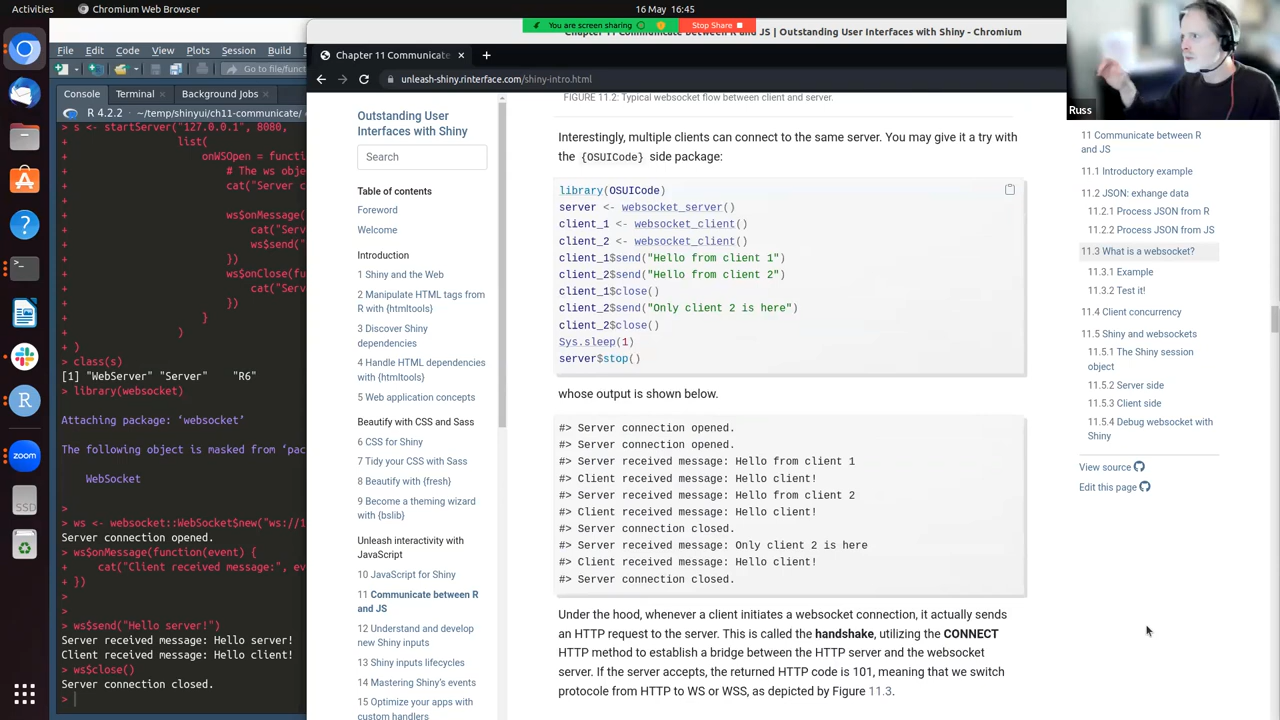 Activities
Chromium Web Browser
16 May 16:45
You are screen sharing
Stop Share
Chapter 11 Communicate between R and JS | Outstanding User Interfaces with Shiny - Chromium
File Edit Code View Plots Session Build
Go to file/func
Console Terminal Background Jobs
R 4.2.2 · ~/temp/shinyui/ch11-communicate/
> s <- startServer("127.0.0.1", 8080,
+ list(
+ onWSOpen = functi
+ # The ws obje
+ cat("Server c
+
+ ws$onMessage(
+ cat("Serv
+ ws$send("
+ })
+ ws$onClose(fu
+ cat("Serv
+ })
+ }
+ )
+ )
> class(s)
[1] "WebServer" "Server" "R6"
> library(websocket)
Attaching package: ‘websocket’
The following object is masked from ‘pac
WebSocket
>
> ws <- websocket::WebSocket$new("ws://1
Server connection opened.
> ws$onMessage(function(event) {
+ cat("Client received message:", ev
+ })
>
>
> ws$send("Hello server!")
Server received message: Hello server!
Client received message: Hello client!
> ws$close()
Server connection closed.
>
Chapter 11 Communicate
unleash-shiny.rinterface.com/shiny-intro.html
Outstanding User
Interfaces with Shiny
Search
Table of contents
Foreword
Welcome
Introduction
1 Shiny and the Web
2 Manipulate HTML tags from
R with {htmltools}
3 Discover Shiny
dependencies
4 Handle HTML dependencies
with {htmltools}
5 Web application concepts
Beautify with CSS and Sass
6 CSS for Shiny
7 Tidy your CSS with Sass
8 Beautify with {fresh}
9 Become a theming wizard
with {bslib}
Unleash interactivity with
JavaScript
10 JavaScript for Shiny
11 Communicate between R
and JS
12 Understand and develop
new Shiny inputs
13 Shiny inputs lifecycles
14 Mastering Shiny’s events
15 Optimize your apps with
custom handlers
FIGURE 11.2: Typical websocket flow between client and server.
Interestingly, multiple clients can connect to the same server. You may give it a try with
the {OSUICode} side package:
library(OSUICode)
server <- websocket_server()
client_1 <- websocket_client()
client_2 <- websocket_client()
client_1$send("Hello from client 1")
client_2$send("Hello from client 2")
client_1$close()
client_2$send("Only client 2 is here")
client_2$close()
Sys.sleep(1)
server$stop()
whose output is shown below.
#> Server connection opened.
#> Server connection opened.
#> Server received message: Hello from client 1
#> Client received message: Hello client!
#> Server received message: Hello from client 2
#> Client received message: Hello client!
#> Server connection closed.
#> Server received message: Only client 2 is here
#> Client received message: Hello client!
#> Server connection closed.
Under the hood, whenever a client initiates a websocket connection, it actually sends
an HTTP request to the server. This is called the handshake, utilizing the CONNECT
HTTP method to establish a bridge between the HTTP server and the websocket
server. If the server accepts, the returned HTTP code is 101, meaning that we switch
protocole from HTTP to WS or WSS, as depicted by Figure 11.3.
Russ
11 Communicate between R
and JS
11.1 Introductory example
11.2 JSON: exhange data
11.2.1 Process JSON from R
11.2.2 Process JSON from JS
11.3 What is a websocket?
11.3.1 Example
11.3.2 Test it!
11.4 Client concurrency
11.5 Shiny and websockets
11.5.1 The Shiny session
object
11.5.2 Server side
11.5.3 Client side
11.5.4 Debug websocket with
Shiny
View source
Edit this page
zoom
SSD